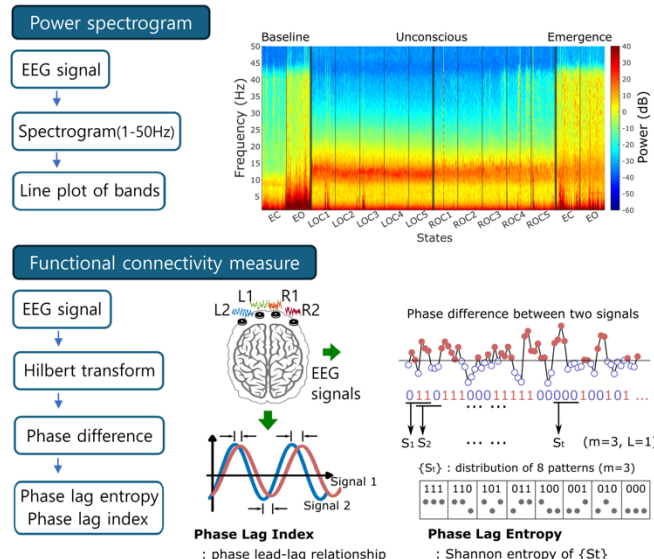 Power spectrogram
EEG signal
Spectrogram(1-50Hz)
Line plot of bands
Baseline
Unconscious
Emergence
Frequency (Hz)
50
45
40
35
30
25
20
15
10
5
EC
EO
LOC1
LOC2
LOC3
LOC4
LOC5
ROC1
ROC2
ROC3
ROC4
ROC5
EC
EO
States
40
30
20
10
0
-10
-20
-30
-40
-50
-60
Power (dB)
Functional connectivity measure
EEG signal
Hilbert transform
Phase difference
Phase lag entropy
Phase lag index
L1
R1
L2
R2
EEG
signals
Signal 1
Signal 2
Phase Lag Index
: phase lead-lag relationship
Phase difference between two signals
011011100011111000001001 01 ...
... ...
... ...
S1
S2
St
(m=3, L=1)
{St} : distribution of 8 patterns (m=3)
111 110 101 011 100 001 010 000
Phase Lag Entropy
: Shannon entropy of {St}